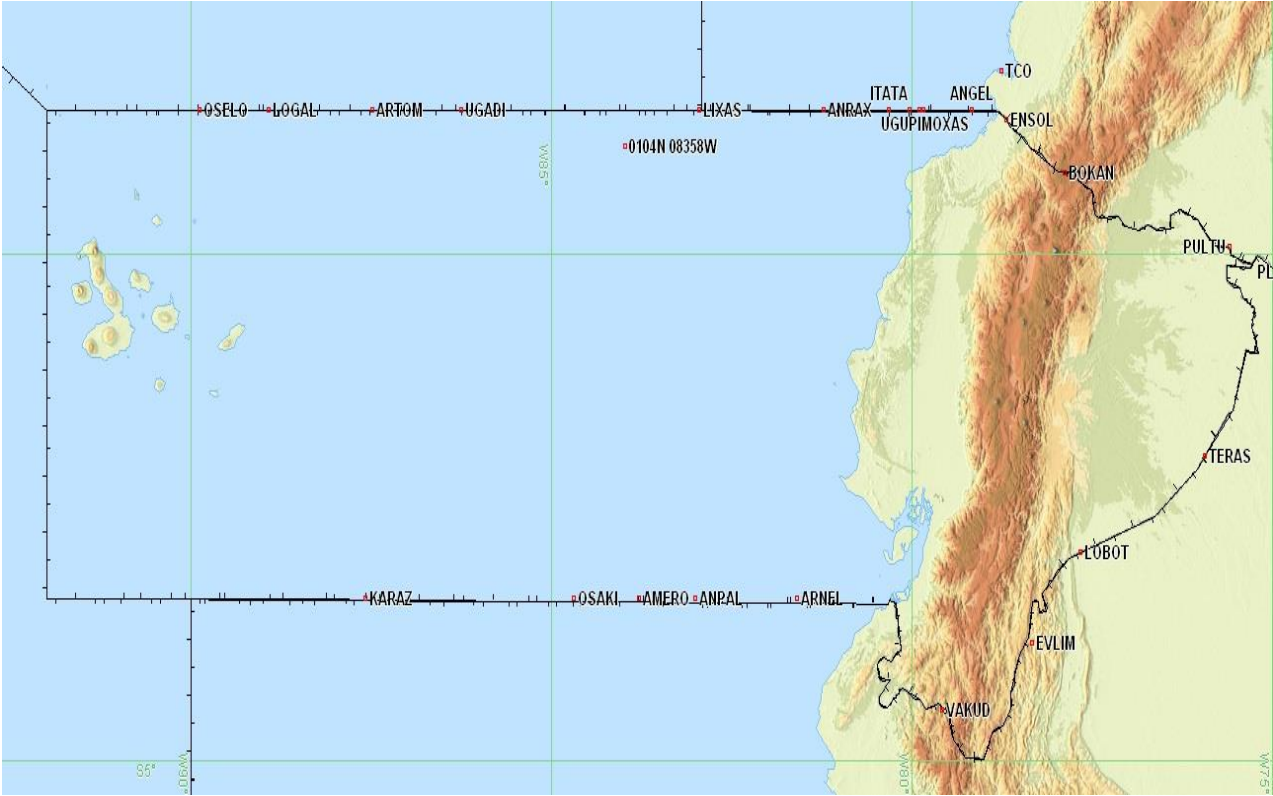 TCO
ITATA ANGEL
OSELO LOGAL ARTOM UGADI LIXAS ANRAX
UGUPIMOXAS ENSOL
0104N 08358W
W85°
BOKAN
PULTU
PL
TERAS
LOBOT
KARAZ OSAKI AMERO ANPAL ARNEL
EVLIM
VAKUD
S5° W90° W80° W75°